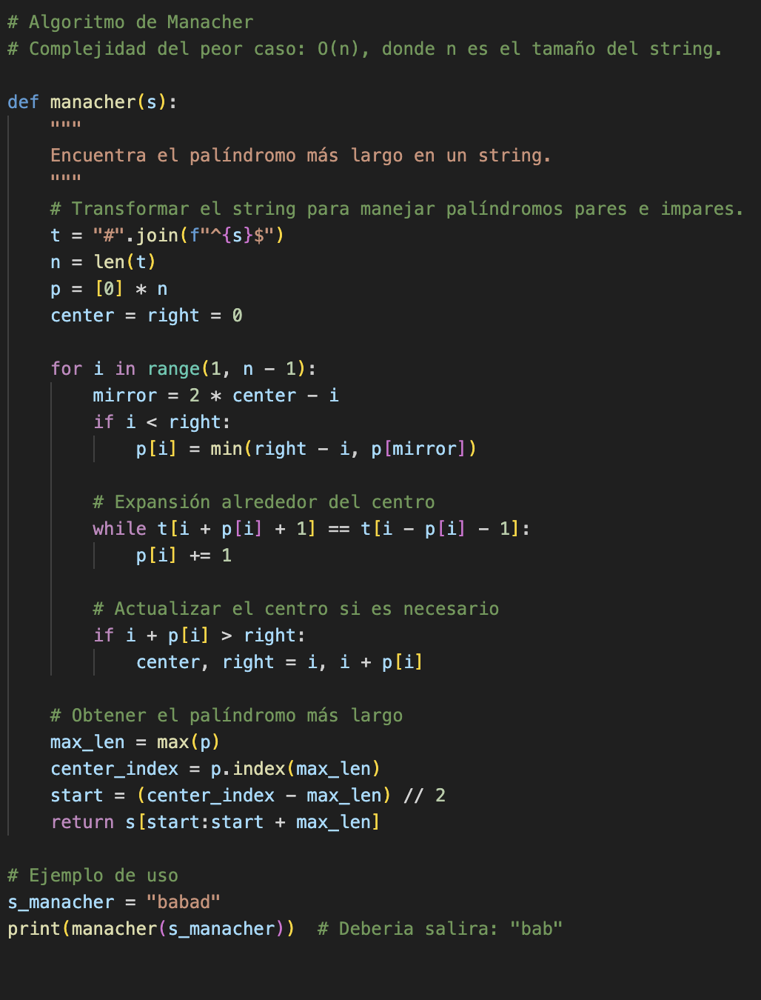 # Algoritmo de Manacher
# Complejidad del peor caso: O(n), donde n es el tamaño del string.

def manacher(s):
    """
    Encuentra el palíndromo más largo en un string.
    """
    # Transformar el string para manejar palíndromos pares e impares.
    t = "#".join(f"^{s}$")
    n = len(t)
    p = [0] * n
    center = right = 0

    for i in range(1, n - 1):
        mirror = 2 * center - i
        if i < right:
            p[i] = min(right - i, p[mirror])

        # Expansión alrededor del centro
        while t[i + p[i] + 1] == t[i - p[i] - 1]:
            p[i] += 1

        # Actualizar el centro si es necesario
        if i + p[i] > right:
            center, right = i, i + p[i]

    # Obtener el palíndromo más largo
    max_len = max(p)
    center_index = p.index(max_len)
    start = (center_index - max_len) // 2
    return s[start:start + max_len]

# Ejemplo de uso
s_manacher = "babad"
print(manacher(s_manacher))  # Deberia salira: "bab"